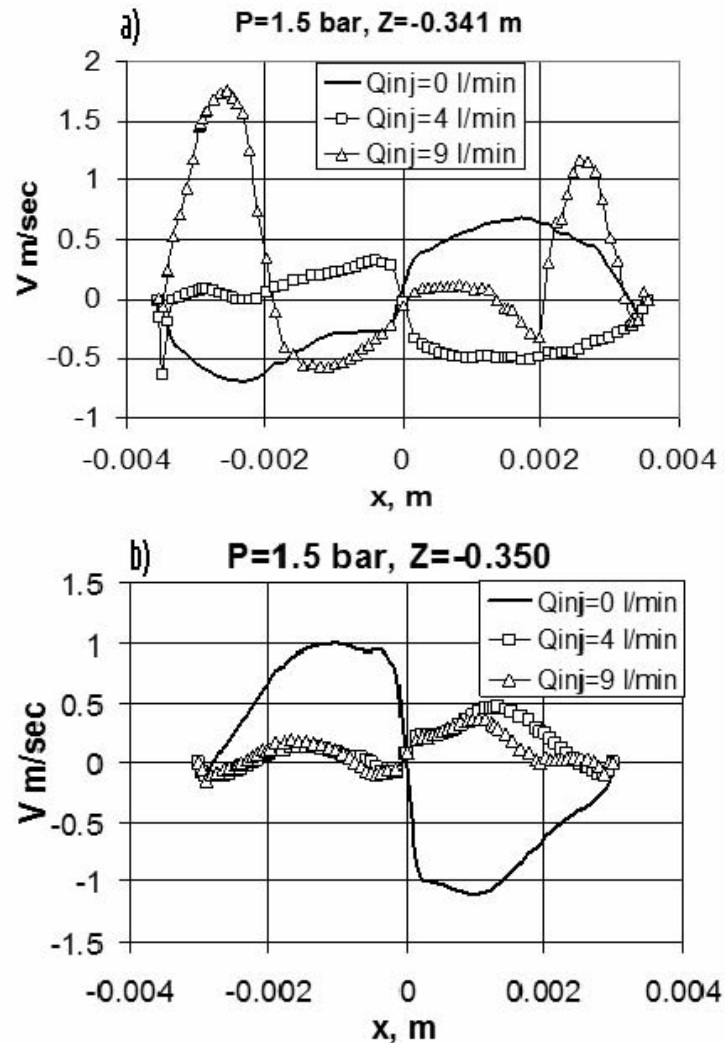 a)
P=1.5 bar, Z=-0.341 m
Qinj=0 l/min
Qinj=4 l/min
Qinj=9 l/min
V m/sec
2
1.5
1
0.5
0
-0.5
-1
-0.004
-0.002
0
0.002
0.004
x, m
b)
P=1.5 bar, Z=-0.350
Qinj=0 l/min
Qinj=4 l/min
Qinj=9 l/min
V m/sec
1.5
1
0.5
0
-0.5
-1
-1.5
-0.004
-0.002
0
0.002
0.004
x, m